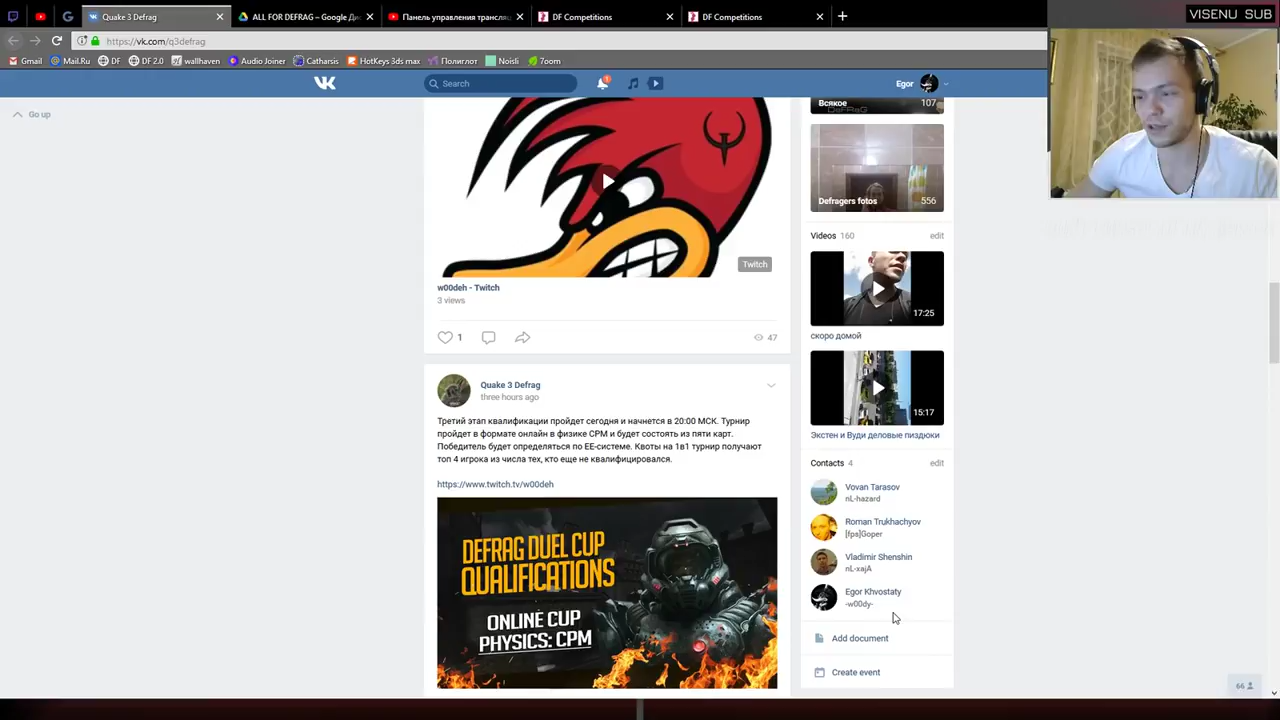 VISENU SUB
Quake 3 Defrag
ALL FOR DEFRAG – Google Ди
Панель управления трансляц
DF Competitions
DF Competitions
https://vk.com/q3defrag
Gmail
Mail.Ru
DF
DF 2.0
wallhaven
Audio Joiner
Catharsis
HotKeys 3ds max
Полиглот
Noisli
7oom
Search
1
Egor
Go up
Twitch
w00deh - Twitch
3 views
1
47
Quake 3 Defrag
three hours ago
Третий этап квалификации пройдет сегодня и начнется в 20:00 МСК. Турнир
пройдет в формате онлайн в физике CPM и будет состоять из пяти карт.
Победитель будет определяться по ЕЕ-системе. Квоты на 1в1 турнир получают
топ 4 игрока из числа тех, кто еще не квалифицировался.
https://www.twitch.tv/w00deh
DEFRAG DUEL CUP
QUALIFICATIONS
ONLINE CUP
PHYSICS: CPM
Всякое
107
DeFRaG
Defragers fotos
556
Videos 160
edit
17:25
скоро домой
15:17
Экстен и Вуди деловые пиздюки
Contacts 4
edit
Vovan Tarasov
nL-hazard
Roman Trukhachyov
[fps]Goper
Vladimir Shenshin
nL-xajA
Egor Khvostaty
-w00dy-
Add document
Create event
66